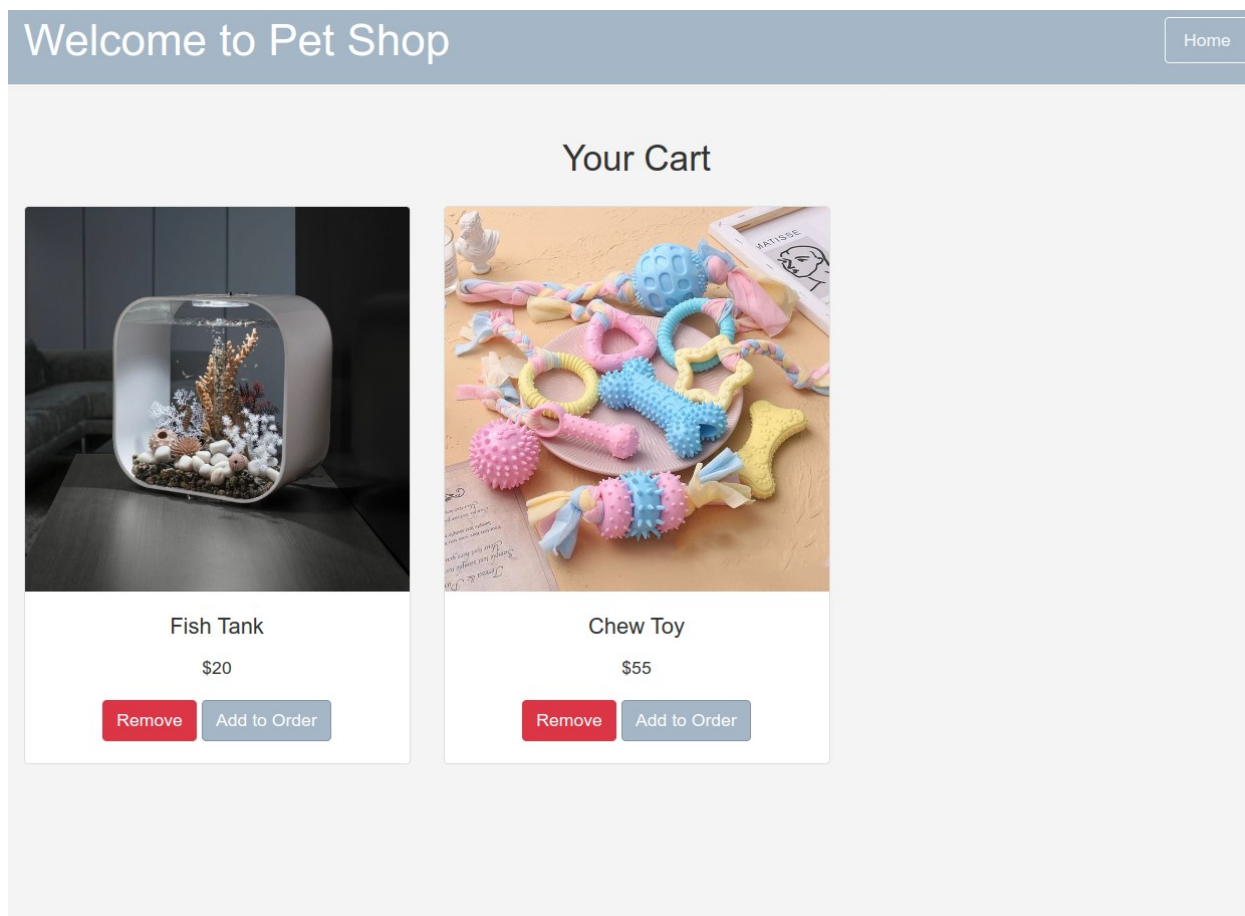 Welcome to Pet Shop
Home
Your Cart
MATISSE
Fish Tank
$20
Remove
Add to Order
Chew Toy
$55
Remove
Add to Order